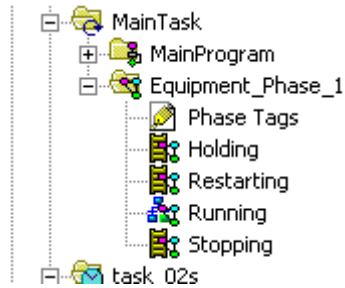 MainTask
MainProgram
Equipment_Phase_1
Phase Tags
Holding
Restarting
Running
Stopping
task_02s